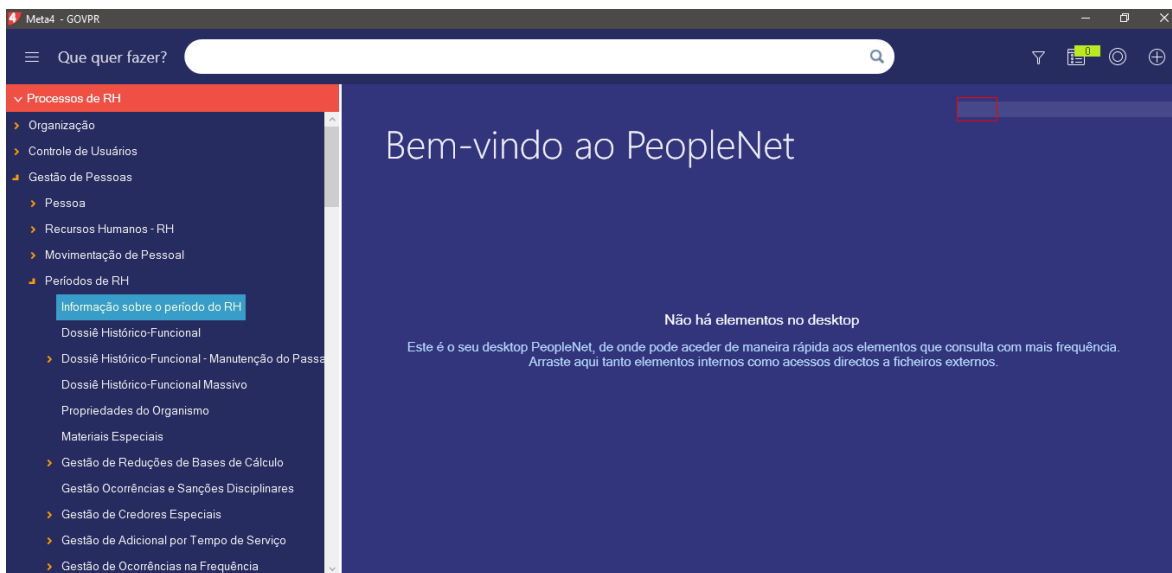 Meta4 - GOVPR
Que quer fazer?
0
Processos de RH
Organização
Controle de Usuários
Gestão de Pessoas
Pessoa
Recursos Humanos - RH
Movimentação de Pessoal
Períodos de RH
Informação sobre o período do RH
Dossiê Histórico-Funcional
Dossiê Histórico-Funcional - Manutenção do Passa
Dossiê Histórico-Funcional Massivo
Propriedades do Organismo
Materiais Especiais
Gestão de Reduções de Bases de Cálculo
Gestão Ocorrências e Sanções Disciplinares
Gestão de Credores Especiais
Gestão de Adicional por Tempo de Serviço
Gestão de Ocorrências na Frequência
Bem-vindo ao PeopleNet
Não há elementos no desktop
Este é o seu desktop PeopleNet, de onde pode aceder de maneira rápida aos elementos que consulta com mais frequência.
Arraste aqui tanto elementos internos como acessos directos a ficheiros externos.